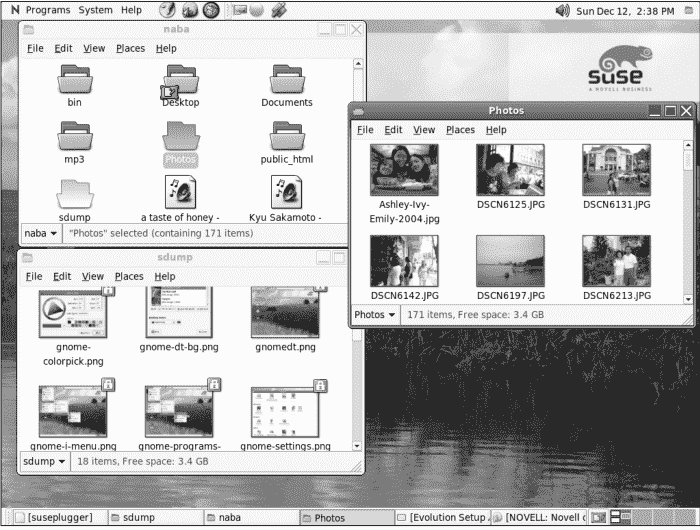 N Programs System Help
Sun Dec 12, 2:38 PM
naba
File Edit View Places Help
bin Desktop Documents
mp3 Photos public_html
sdump a taste of honey - Kyu Sakamoto -
naba "Photos" selected (containing 171 items)
suse
A NOVELL BUSINESS
Photos
File Edit View Places Help
Ashley-Ivy-Emily-2004.jpg DSCN6125.JPG DSCN6131.JPG
DSCN6142.JPG DSCN6197.JPG DSCN6213.JPG
Photos 171 items, Free space: 3.4 GB
sdump
File Edit View Places Help
gnome-colorpick.png gnome-dt-bg.png gnomedt.png
gnome-i-menu.png gnome-programs- gnome-settings.png
sdump 18 items, Free space: 3.4 GB
[suseplugger] sdump naba Photos [Evolution Setup [NOVELL: Novell